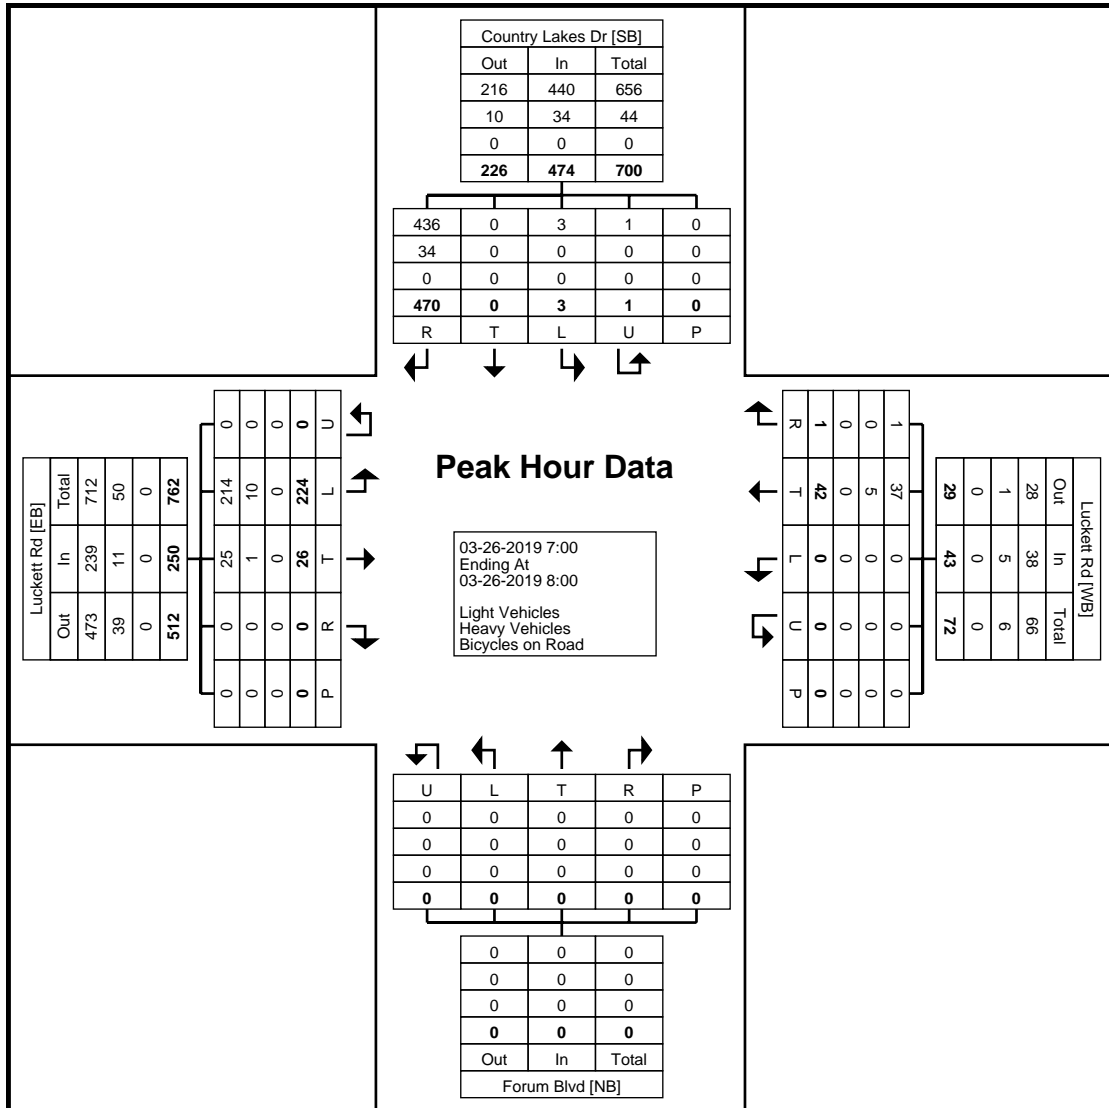 Country Lakes Dr [SB]
Out In Total
216 440 656
10 34 44
0 0 0
226 474 700
436 0 3 1 0
34 0 0 0 0
0 0 0 0 0
470 0 3 1 0
R T L U P
Luckett Rd [EB]
Total 712 50 0 762
In 239 11 0 250
Out 473 39 0 512
0 0 0 0 U
214 10 0 224 L
25 1 0 26 T
0 0 0 0 R
0 0 0 0 P
Peak Hour Data
03-26-2019 7:00
Ending At
03-26-2019 8:00
Light Vehicles
Heavy Vehicles
Bicycles on Road
R 1 0 0 1
T 42 0 5 37
L 0 0 0 0
U 0 0 0 0
P 0 0 0 0
Luckett Rd [WB]
Out In Total
28 38 66
1 5 6
0 0 0
29 43 72
U L T R P
0 0 0 0 0
0 0 0 0 0
0 0 0 0 0
0 0 0 0 0
0 0 0
0 0 0
0 0 0
0 0 0
Out In Total
Forum Blvd [NB]